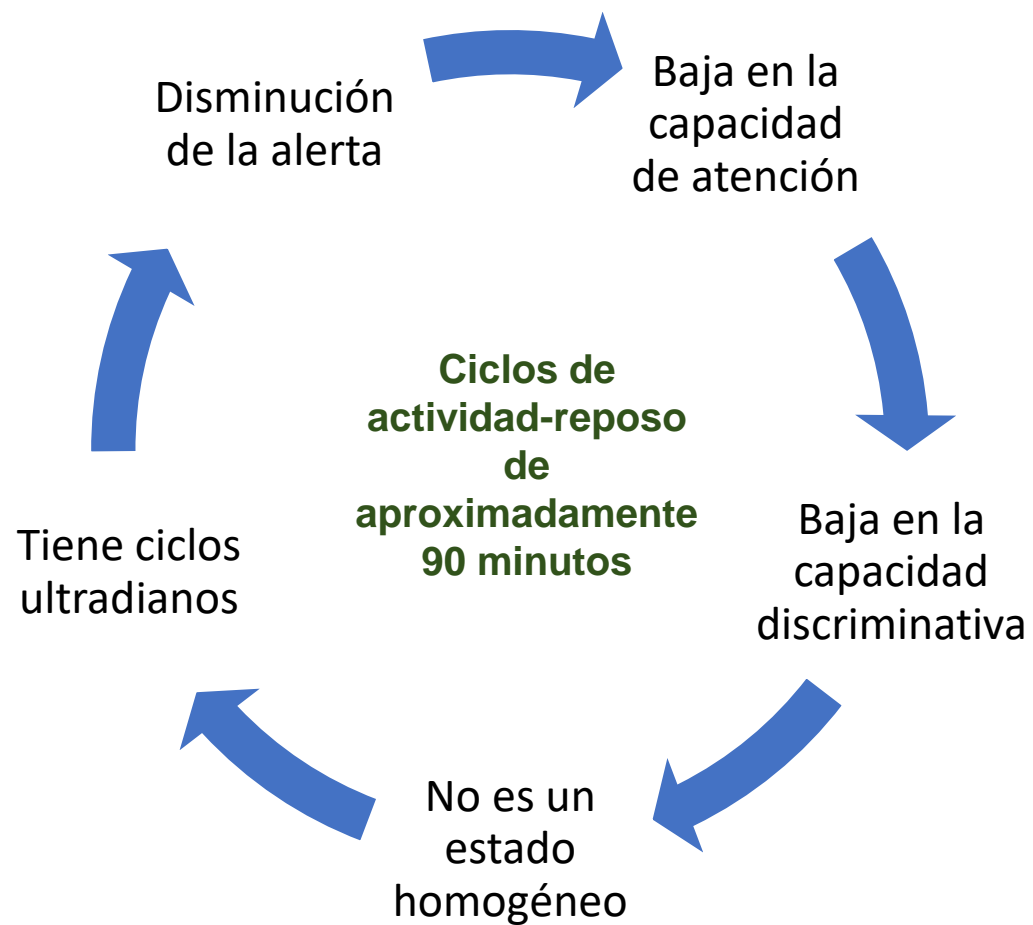 Disminución
de la alerta
Baja en la
capacidad
de atención
Baja en la
capacidad
discriminativa
No es un
estado
homogéneo
Tiene ciclos
ultradianos
Ciclos de
actividad-reposo
de
aproximadamente
90 minutos